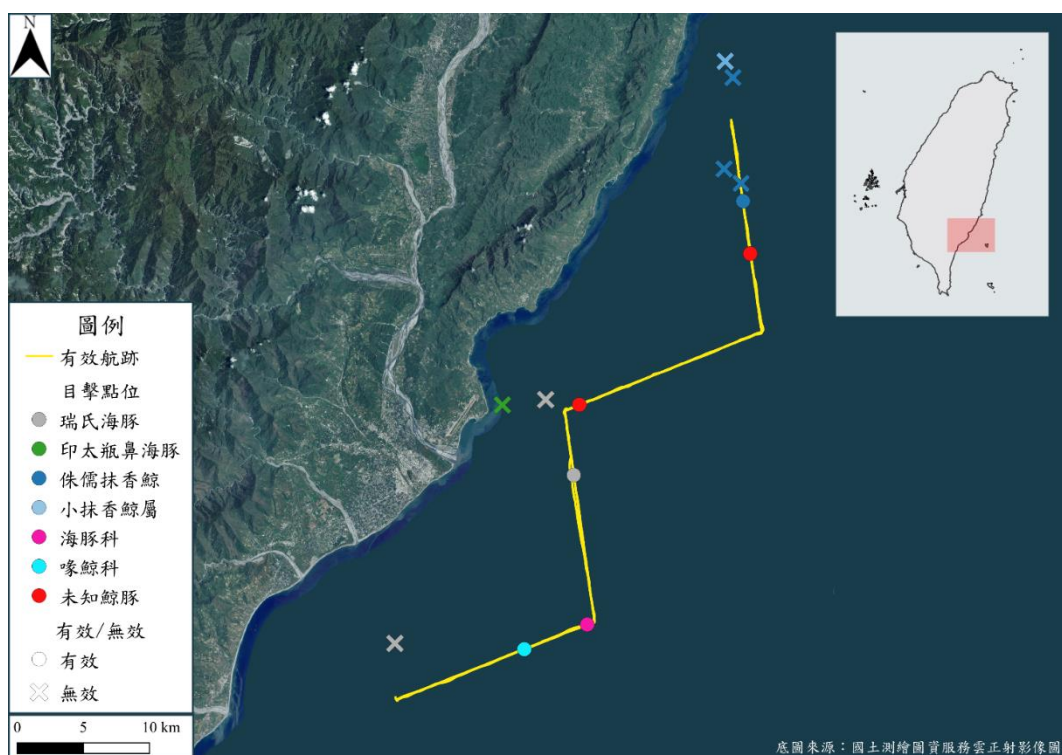 N
圖例
有效航跡
目擊點位
瑞氏海豚
印太瓶鼻海豚
侏儒抹香鯨
小抹香鯨屬
海豚科
喙鯨科
未知鯨豚
有效/無效
有效
無效
0 5 10 km
底圖來源：國土測繪圖資服務雲正射影像圖